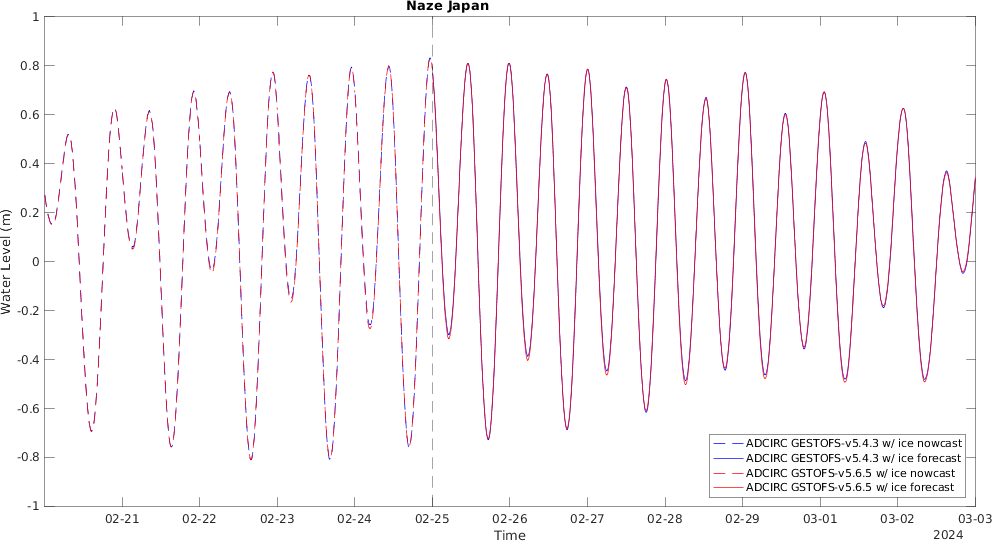 Naze Japan
1
0.8
0.6
0.4
0.2
0
-0.2
-0.4
-0.6
-0.8
-1
Water Level (m)
ADCIRC GESTOFS-v5.4.3 w/ ice nowcast
ADCIRC GESTOFS-v5.4.3 w/ ice forecast
ADCIRC GSTOFS-v5.6.5 w/ ice nowcast
ADCIRC GSTOFS-v5.6.5 w/ ice forecast
02-21 02-22 02-23 02-24 02-25 02-26 02-27 02-28 02-29 03-01 03-02 03-03
Time
2024